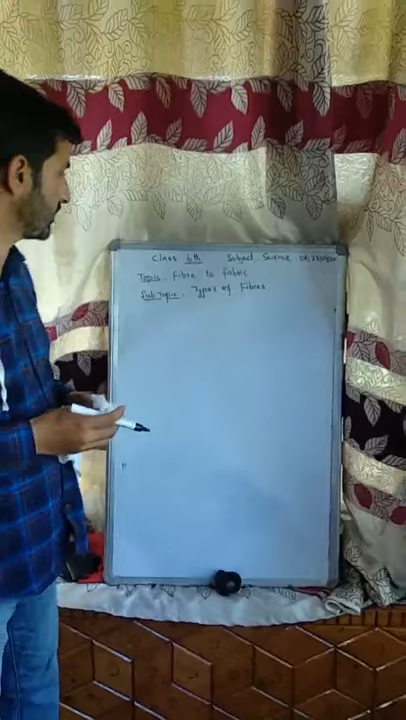 Class 6th Subject Science
Topic. Fibre to fabric
Sub Topic. Types of Fibres